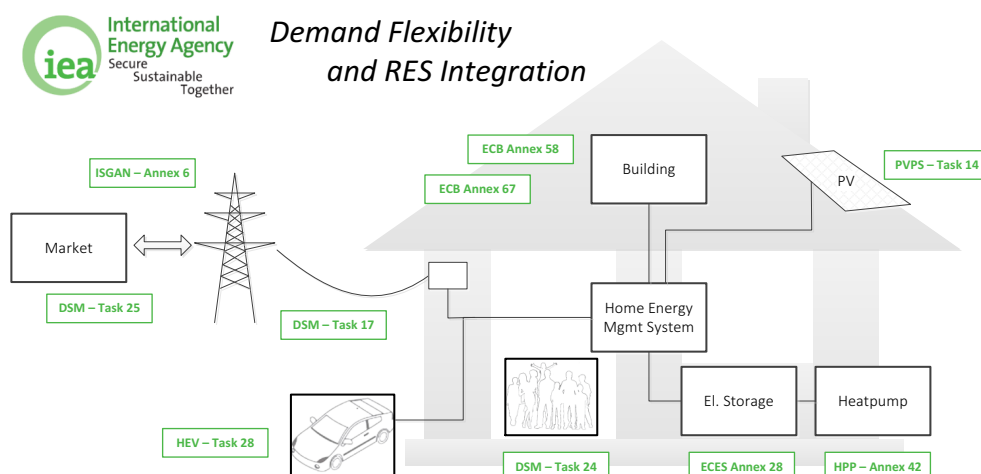 iea
International
Energy Agency
Secure
Sustainable
Together
Demand Flexibility
and RES Integration
ECB Annex 58
ISGAN – Annex 6
ECB Annex 67
Building
PV
PVPS – Task 14
Market
DSM – Task 25
DSM – Task 17
Home Energy
Mgmt System
El. Storage
Heatpump
HEV – Task 28
DSM – Task 24
ECES Annex 28
HPP – Annex 42